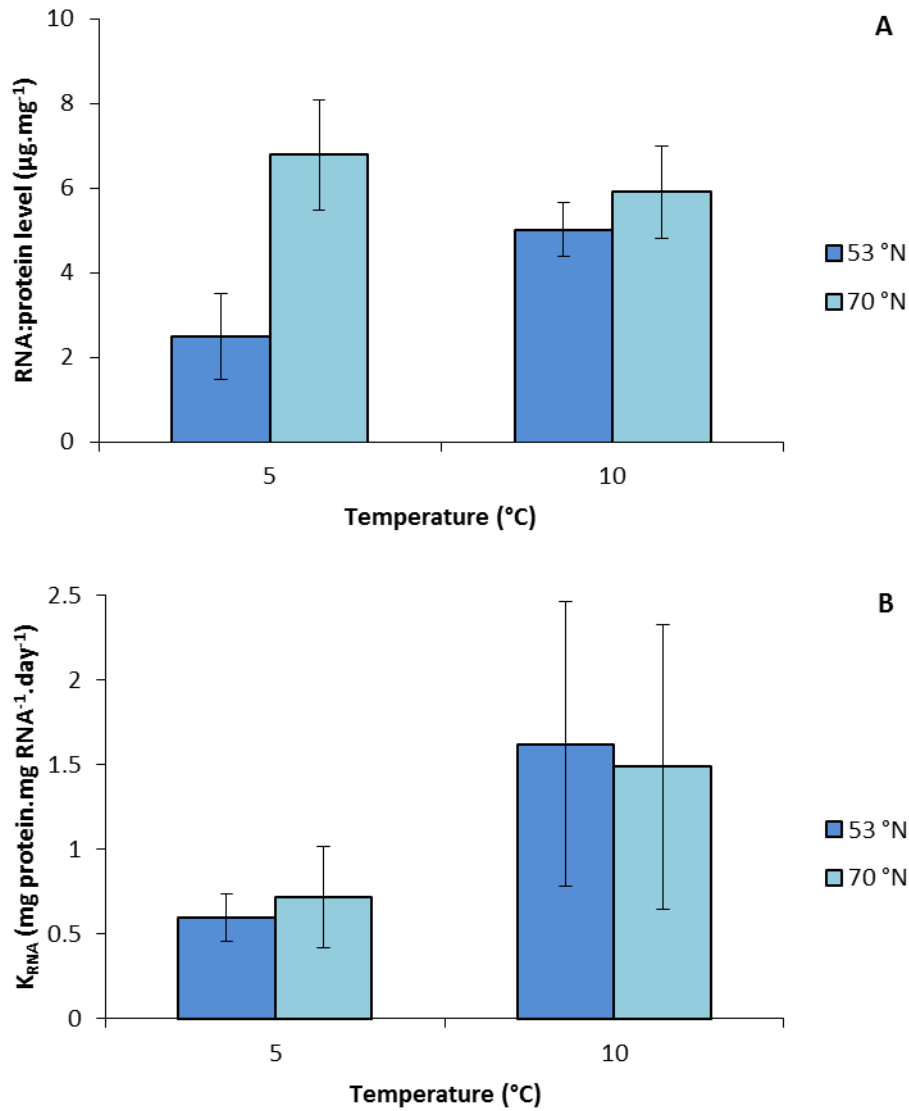 A
10
8
6
4
2
0
RNA:protein level (µg.mg⁻¹)
53 °N
70 °N
5 10
Temperature (°C)
B
2.5
2
1.5
1
0.5
0
K_RNA (mg protein.mg RNA⁻¹.day⁻¹)
53 °N
70 °N
5 10
Temperature (°C)